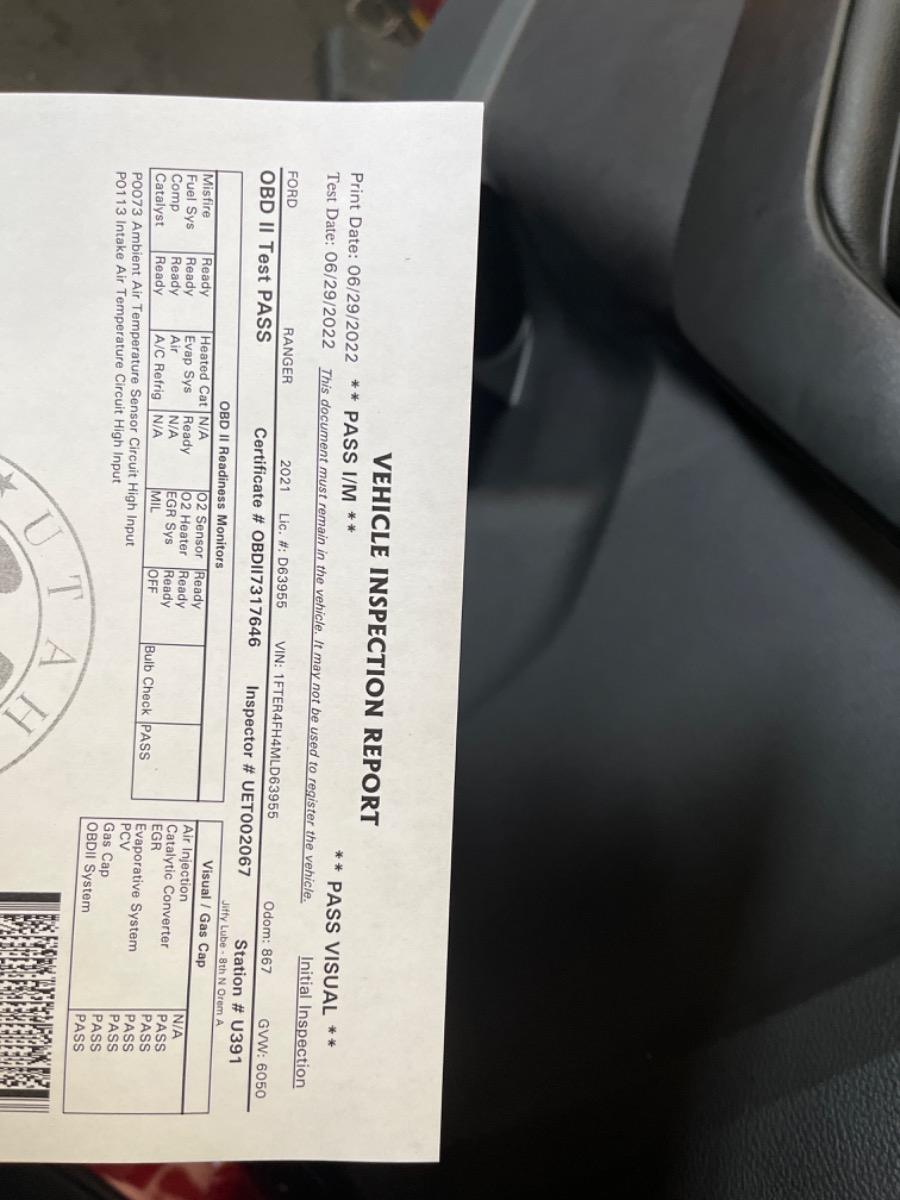 VEHICLE INSPECTION REPORT
Print Date: 06/29/2022 ** PASS I/M ** ** PASS VISUAL **
Test Date: 06/29/2022 This document must remain in the vehicle. It may not be used to register the vehicle. Initial Inspection
FORD RANGER 2021 Lic. #: D63955 VIN: 1FTER4FH4MLD63955 Odom: 867 GVW: 6050
OBD II Test PASS Certificate # OBDII7317646 Inspector # UET002067 Station # U391
Jiffy Lube - 8th N Orem A
OBD II Readiness Monitors
Misfire Ready Heated Cat N/A O2 Sensor Ready
Fuel Sys Ready Evap Sys Ready O2 Heater Ready
Comp Ready Air N/A EGR Sys Ready
Catalyst Ready A/C Refrig N/A MIL OFF Bulb Check PASS
P0073 Ambient Air Temperature Sensor Circuit High Input
P0113 Intake Air Temperature Circuit High Input
Visual / Gas Cap
Air Injection N/A
Catalytic Converter PASS
EGR PASS
Evaporative System PASS
PCV PASS
Gas Cap PASS
OBDII System PASS
UTAH